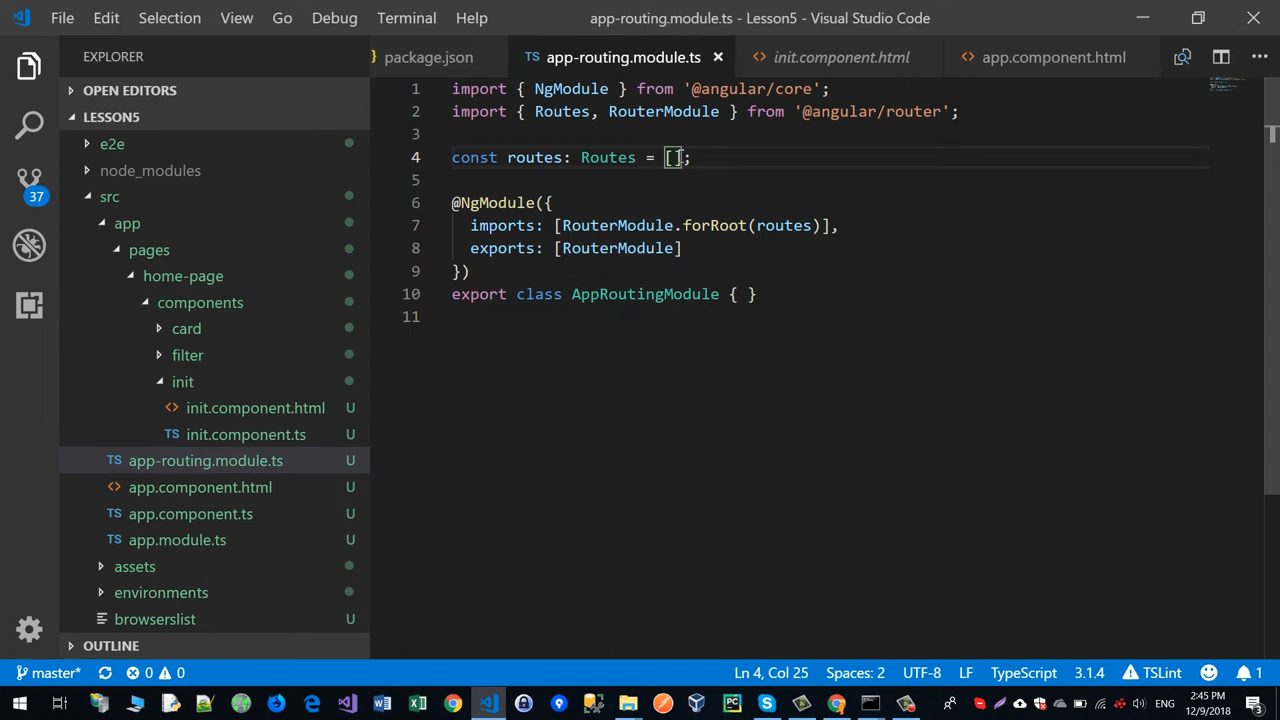 File Edit Selection View Go Debug Terminal Help
app-routing.module.ts - Lesson5 - Visual Studio Code
EXPLORER
package.json
TS app-routing.module.ts
init.component.html
app.component.html
OPEN EDITORS
LESSON5
e2e
node_modules
src
app
pages
home-page
components
card
filter
init
init.component.html U
TS init.component.ts U
TS app-routing.module.ts U
app.component.html U
TS app.component.ts U
TS app.module.ts U
assets
environments
browserslist U
OUTLINE
37
1 import { NgModule } from '@angular/core';
2 import { Routes, RouterModule } from '@angular/router';
3
4 const routes: Routes = [];
5
6 @NgModule({
7 imports: [RouterModule.forRoot(routes)],
8 exports: [RouterModule]
9 })
10 export class AppRoutingModule { }
11
master* 0 0 Ln 4, Col 25 Spaces: 2 UTF-8 LF TypeScript 3.1.4 TSLint 1
ENG
2:45 PM
12/9/2018
3